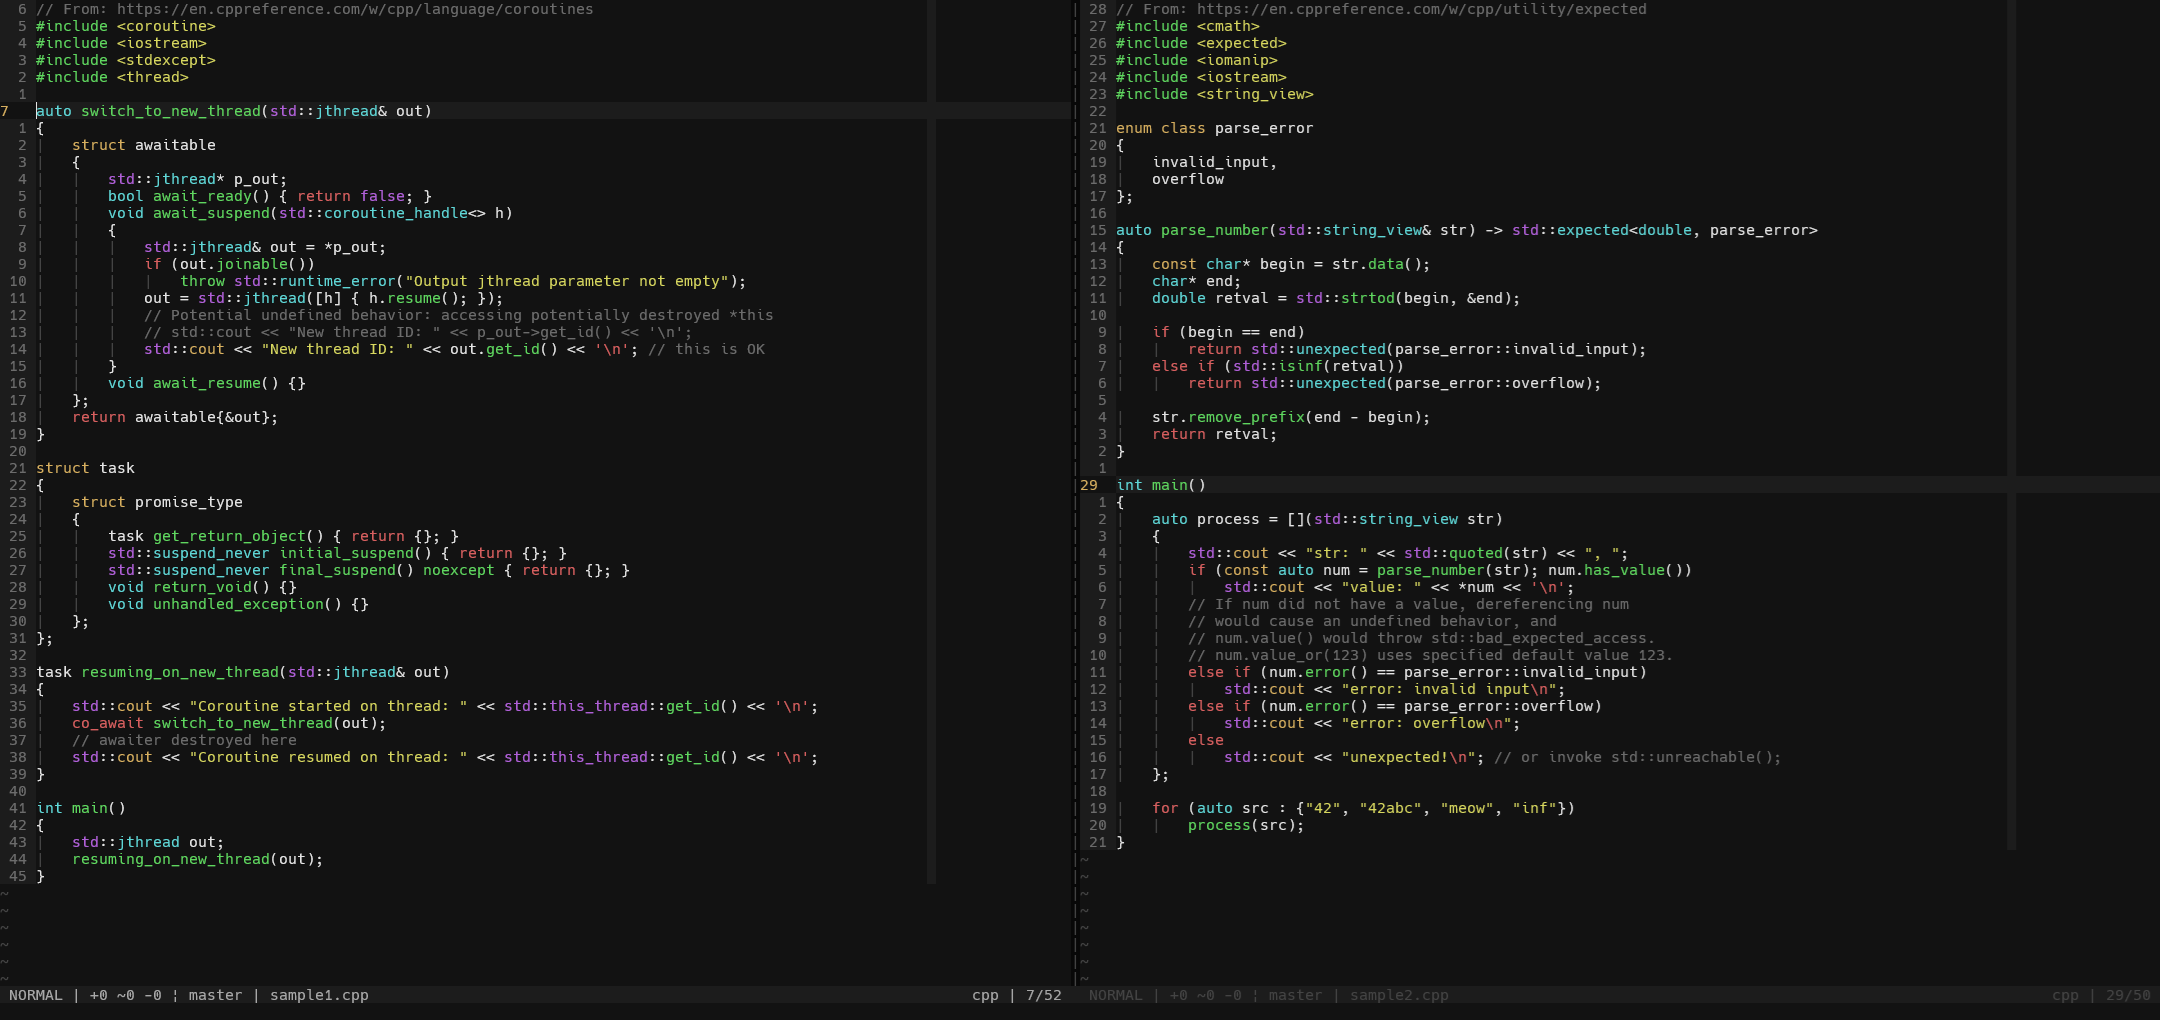 6 // From: https://en.cppreference.com/w/cpp/language/coroutines
5 #include <coroutine>
4 #include <iostream>
3 #include <stdexcept>
2 #include <thread>
1
7 auto switch_to_new_thread(std::jthread& out)
1 {
2     struct awaitable
3     {
4         std::jthread* p_out;
5         bool await_ready() { return false; }
6         void await_suspend(std::coroutine_handle<> h)
7         {
8             std::jthread& out = *p_out;
9             if (out.joinable())
10                 throw std::runtime_error("Output jthread parameter not empty");
11             out = std::jthread([h] { h.resume(); });
12             // Potential undefined behavior: accessing potentially destroyed *this
13             // std::cout << "New thread ID: " << p_out->get_id() << '\n';
14             std::cout << "New thread ID: " << out.get_id() << '\n'; // this is OK
15         }
16         void await_resume() {}
17     };
18     return awaitable{&out};
19 }
20
21 struct task
22 {
23     struct promise_type
24     {
25         task get_return_object() { return {}; }
26         std::suspend_never initial_suspend() { return {}; }
27         std::suspend_never final_suspend() noexcept { return {}; }
28         void return_void() {}
29         void unhandled_exception() {}
30     };
31 };
32
33 task resuming_on_new_thread(std::jthread& out)
34 {
35     std::cout << "Coroutine started on thread: " << std::this_thread::get_id() << '\n';
36     co_await switch_to_new_thread(out);
37     // awaiter destroyed here
38     std::cout << "Coroutine resumed on thread: " << std::this_thread::get_id() << '\n';
39 }
40
41 int main()
42 {
43     std::jthread out;
44     resuming_on_new_thread(out);
45 }
~
~
~
~
~
~
NORMAL | +0 ~0 -0 ¦ master | sample1.cpp cpp | 7/52
28 // From: https://en.cppreference.com/w/cpp/utility/expected
27 #include <cmath>
26 #include <expected>
25 #include <iomanip>
24 #include <iostream>
23 #include <string_view>
22
21 enum class parse_error
20 {
19     invalid_input,
18     overflow
17 };
16
15 auto parse_number(std::string_view& str) -> std::expected<double, parse_error>
14 {
13     const char* begin = str.data();
12     char* end;
11     double retval = std::strtod(begin, &end);
10
9     if (begin == end)
8         return std::unexpected(parse_error::invalid_input);
7     else if (std::isinf(retval))
6         return std::unexpected(parse_error::overflow);
5
4     str.remove_prefix(end - begin);
3     return retval;
2 }
1
29 int main()
1 {
2     auto process = [](std::string_view str)
3     {
4         std::cout << "str: " << std::quoted(str) << ", ";
5         if (const auto num = parse_number(str); num.has_value())
6             std::cout << "value: " << *num << '\n';
7         // If num did not have a value, dereferencing num
8         // would cause an undefined behavior, and
9         // num.value() would throw std::bad_expected_access.
10         // num.value_or(123) uses specified default value 123.
11         else if (num.error() == parse_error::invalid_input)
12             std::cout << "error: invalid input\n";
13         else if (num.error() == parse_error::overflow)
14             std::cout << "error: overflow\n";
15         else
16             std::cout << "unexpected!\n"; // or invoke std::unreachable();
17     };
18
19     for (auto src : {"42", "42abc", "meow", "inf"})
20         process(src);
21 }
~
~
~
~
~
~
~
~
NORMAL | +0 ~0 -0 ¦ master | sample2.cpp cpp | 29/50